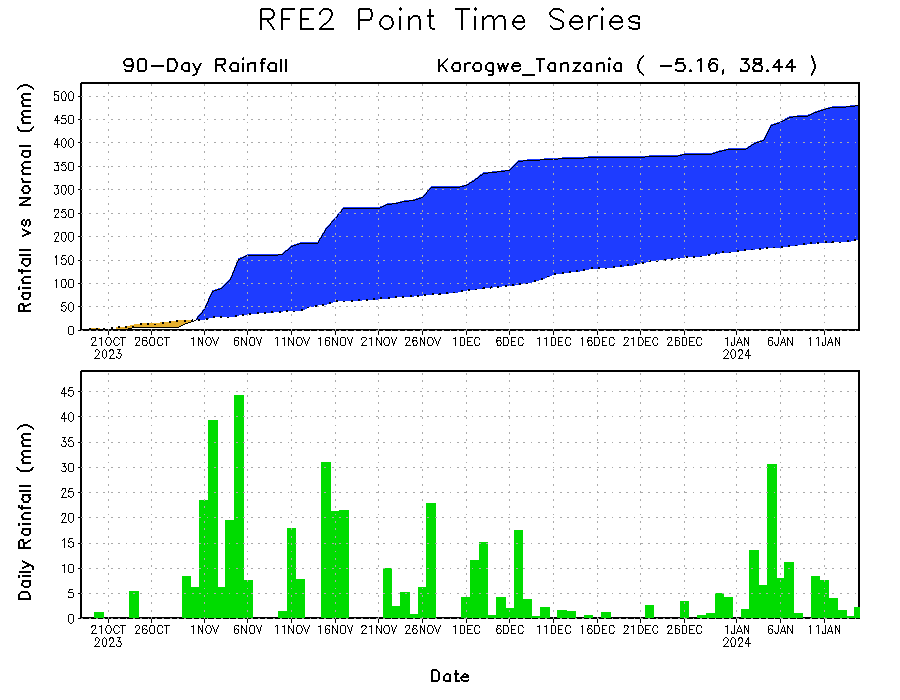 RFE2 Point Time Series
90-Day Rainfall
Karogwe_Tanzania ( -5.16, 38.44 )
Rainfall vs Normal (mm)
500
450
400
350
300
250
200
150
100
50
0
21OCT 26OCT 1NOV 6NOV 11NOV 16NOV 21NOV 26NOV 1DEC 6DEC 11DEC 16DEC 21DEC 26DEC 1JAN 6JAN 11JAN
2023 2024
Daily Rainfall (mm)
45
40
35
30
25
20
15
10
5
0
21OCT 26OCT 1NOV 6NOV 11NOV 16NOV 21NOV 26NOV 1DEC 6DEC 11DEC 16DEC 21DEC 26DEC 1JAN 6JAN 11JAN
2023 2024
Date